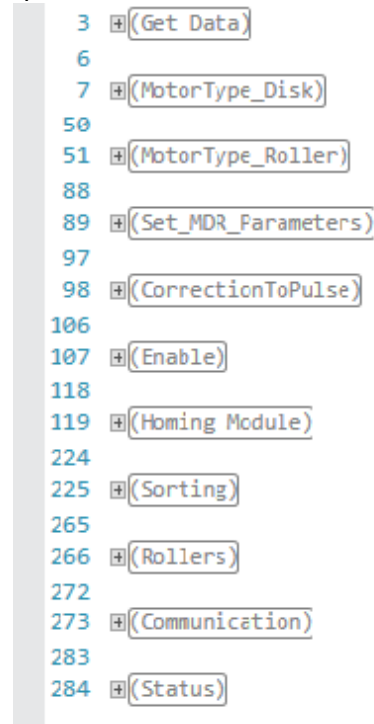 3 (Get Data)
6
7 (MotorType_Disk)
50
51 (MotorType_Roller)
88
89 (Set_MDR_Parameters)
97
98 (CorrectionToPulse)
106
107 (Enable)
118
119 (Homing Module)
224
225 (Sorting)
265
266 (Rollers)
272
273 (Communication)
283
284 (Status)